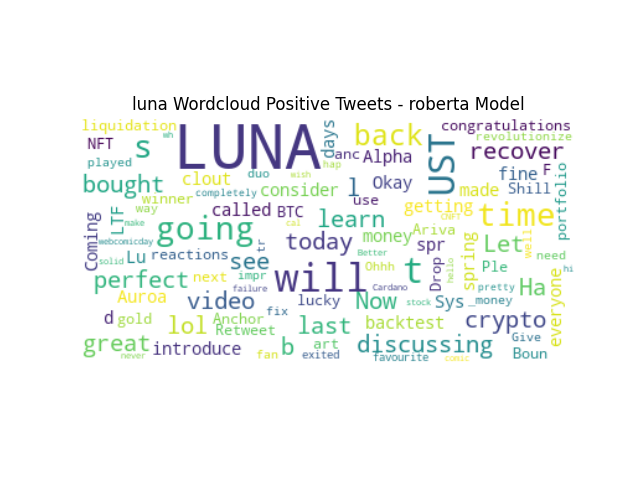 luna Wordcloud Positive Tweets - roberta Model
liquidation wh LUNA days back UST congratulations
revolutionize
NFT s anc Alpha recover
played duo hap wish fine F
bought clout completely consider l Okay made Shill portfolio
winner use getting CNFT time
LTF way called BTC learn
Coming make going cal money Ariva well
webcomicday today spr spring Let need
Lu reactions see tr Better
solid perfect next impr will Ohhh t Drop hello Ple hi
failure Cardano pretty Ha everyone
Auroa video lucky Now stock Sys _money
d gold Anchor fix
lol Retweet last backtest crypto
great introduce b art discussing Give
never fan exited favourite comic Boun